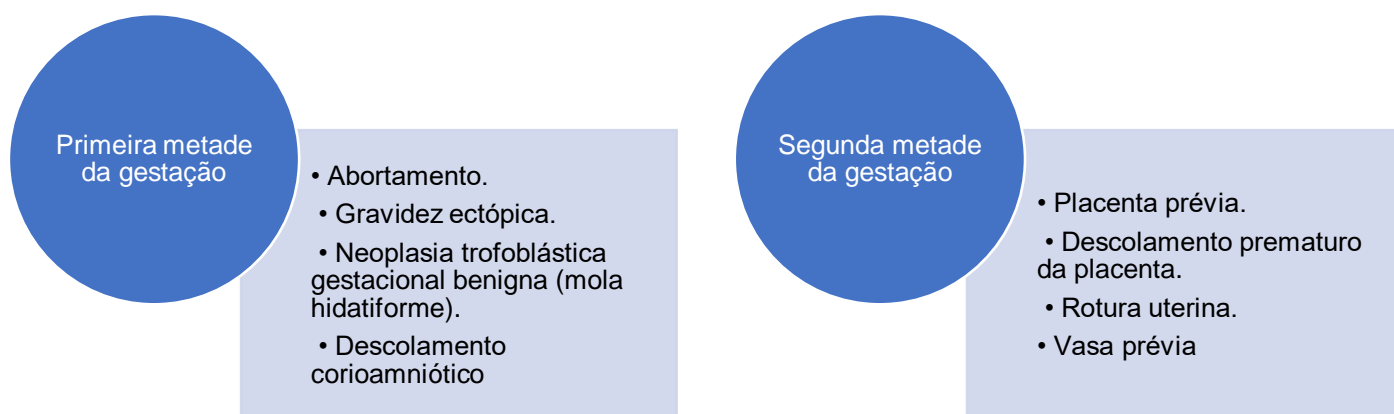 Primeira metade
da gestação
• Abortamento.
• Gravidez ectópica.
• Neoplasia trofoblástica
gestacional benigna (mola
hidatiforme).
• Descolamento
corioamniótico
Segunda metade
da gestação
• Placenta prévia.
• Descolamento prematuro
da placenta.
• Rotura uterina.
• Vasa prévia